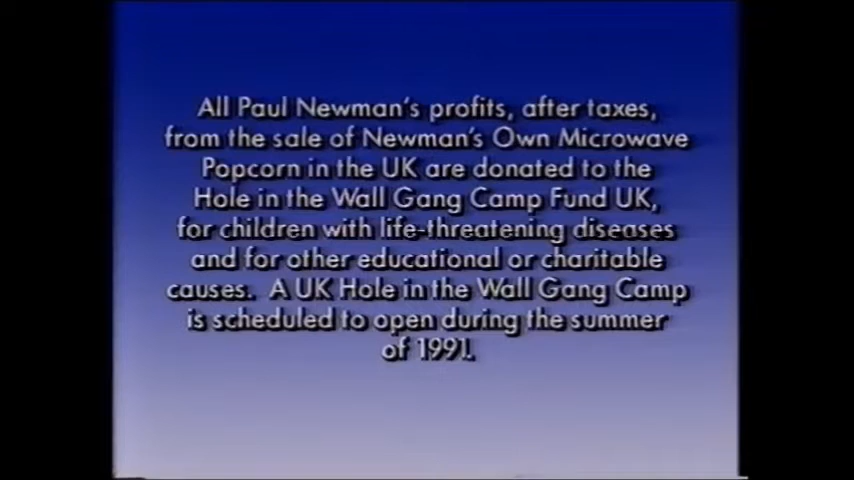 All Paul Newman's profits, after taxes,
from the sale of Newman's Own Microwave
Popcorn in the UK are donated to the
Hole in the Wall Gang Camp Fund UK,
for children with life-threatening diseases
and for other educational or charitable
causes. A UK Hole in the Wall Gang Camp
is scheduled to open during the summer
of 1991.